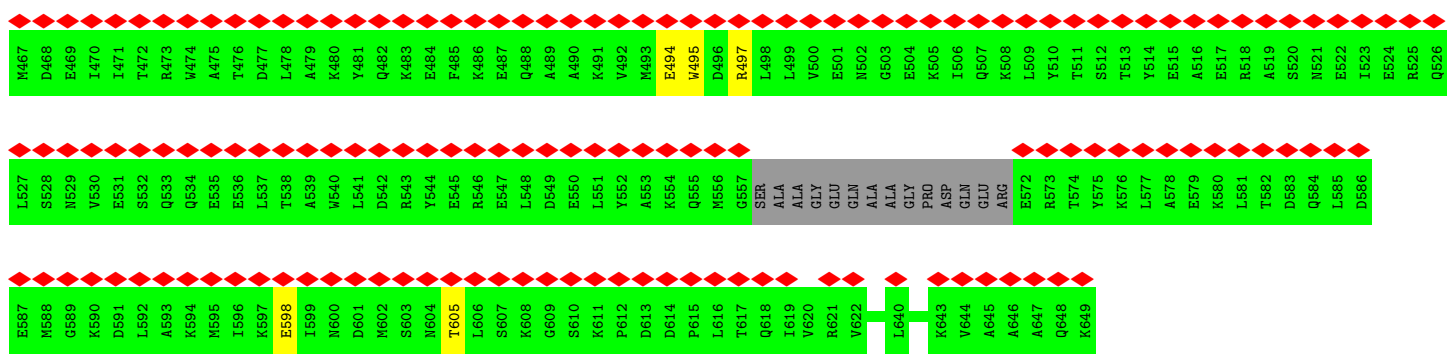 M467 D468 E469 I470 I471 T472 R473 W474 A475 T476 D477 L478 A479 K480 Y481 Q482 K483 E484 F485 K486 E487 Q488 A489 A490 K491 V492 M493 E494 W495 D496 R497 L498 L499 V500 E501 N502 G503 E504 K505 I506 Q507 K508 L509 Y510 T511 S512 T513 Y514 E515 A516 E517 R518 A519 S520 N521 E522 I523 E524 R525 Q526
L527 S528 N529 V530 E531 S532 Q533 Q534 E535 E536 L537 T538 A539 W540 L541 D542 R543 Y544 E545 R546 E547 L548 D549 E550 L551 Y552 A553 K554 Q555 M556 G557 SER ALA ALA GLY GLU GLN ALA ALA GLY PRO ASP GLN GLU ARG E572 R573 T574 Y575 K576 L577 A578 E579 K580 L581 T582 D583 Q584 L585 D586
E587 M588 G589 K590 D591 L592 A593 K594 M595 I596 K597 E598 I599 N600 D601 M602 S603 N604 T605 L606 S607 K608 G609 S610 K611 P612 D613 D614 P615 L616 T617 Q618 I619 V620 R621 V622 L640 K643 V644 A645 A646 A647 Q648 K649